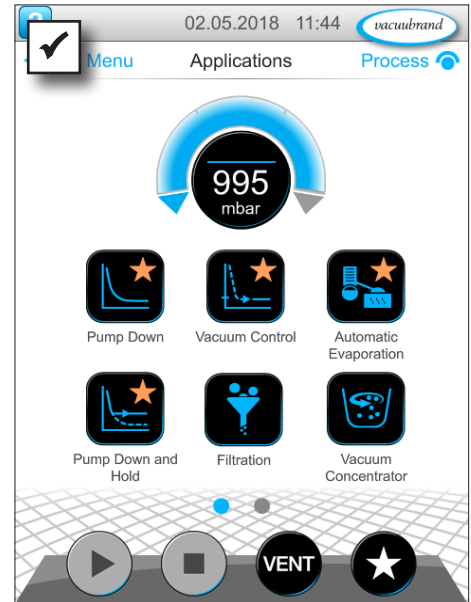 02.05.2018 11:44 vacuubrand
Menu Applications Process
995
mbar
Pump Down
Vacuum Control
Automatic
Evaporation
Pump Down and
Hold
Filtration
Vacuum
Concentrator
VENT